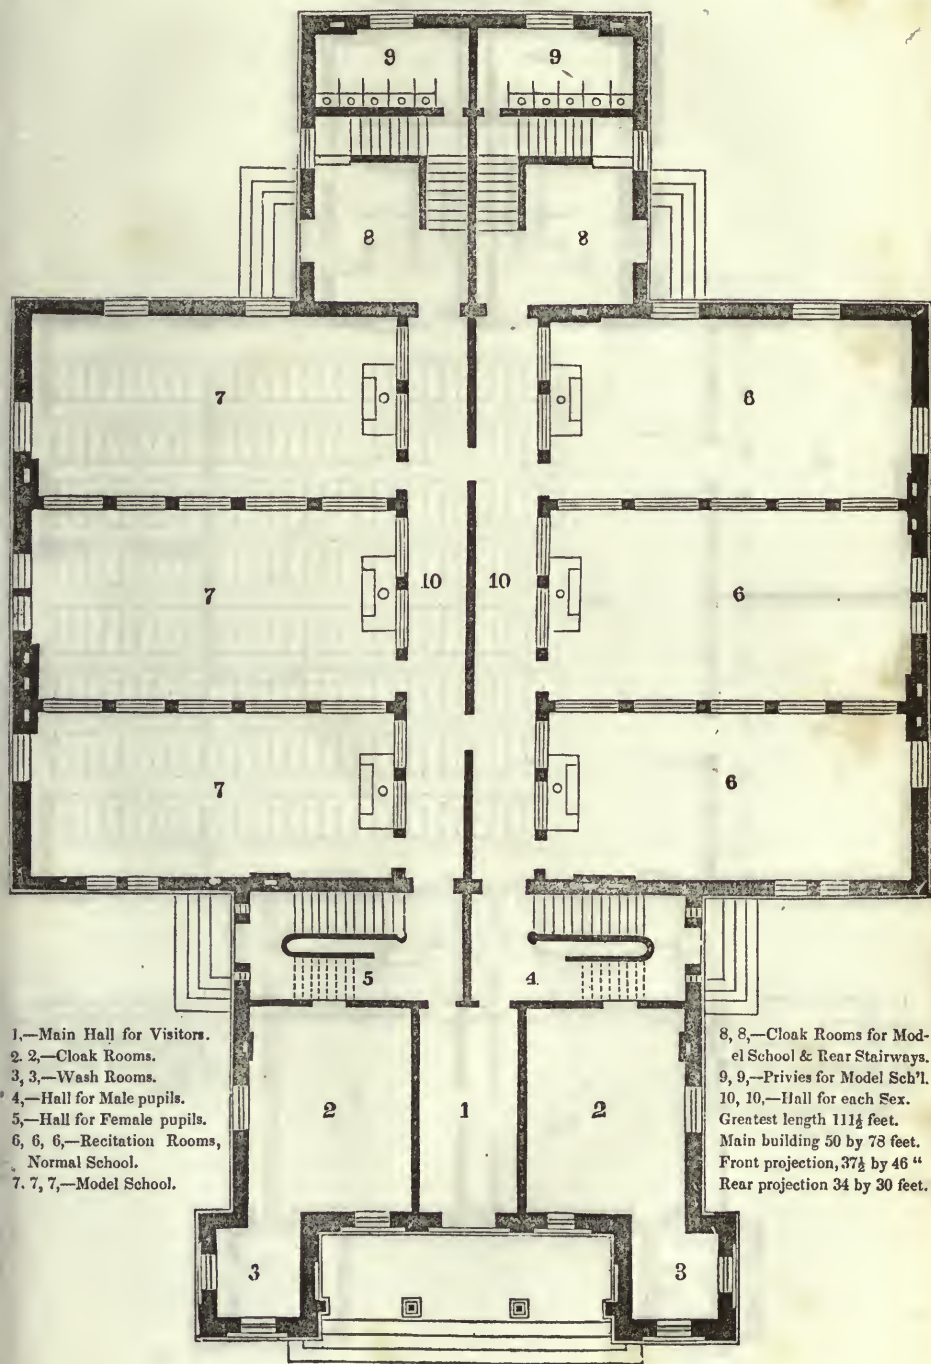 9 9
8 8
7 6
10 10
7 6
7 6
5 4.
2 1 2
3 3
1,—Main Hall for Visitors.
2. 2,—Cloak Rooms.
3, 3,—Wash Rooms.
4,—Hall for Male pupils.
5,—Hall for Female pupils.
6, 6, 6,—Recitation Rooms,
Normal School.
7. 7, 7,—Model School.
8, 8,—Cloak Rooms for Mod-
el School & Rear Stairways.
9, 9,—Privies for Model Sch'l.
10, 10,—Hall for each Sex.
Greatest length 111½ feet.
Main building 50 by 78 feet.
Front projection, 37½ by 46 "
Rear projection 34 by 30 feet.